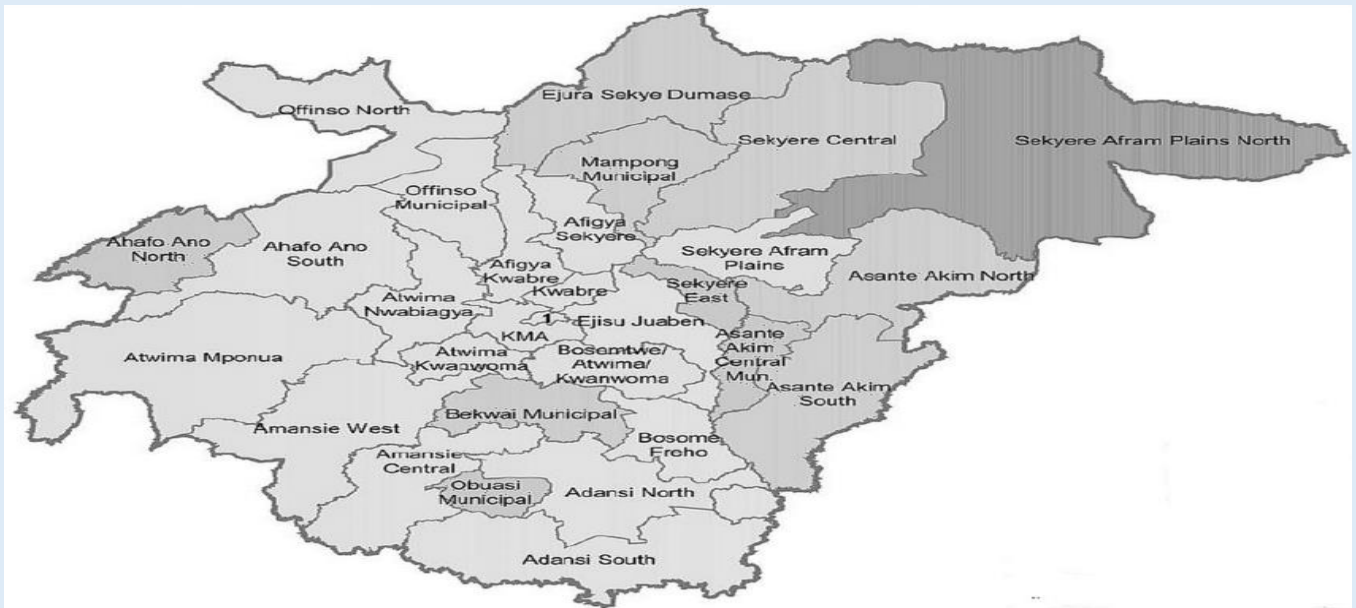 Ejura Sekye Dumase
Offinso North
Sekyere Central
Sekyere Afram Plains North
Mampong
Municipal
Offinso
Municipal
Afigya
Sekyere
Ahafo Ano
North
Ahafo Ano
South
Sekyere Afram
Plains
Asante Akim North
Afigya
Kwabre
Kwabre
Sekyere
East
Atwima
Nwabiagya
1
Ejisu Juaben
KMA
Asante
Akim
Central
Mun.
Atwima Mponua
Atwima
Kwanwoma
Bosomtwe/
Atwima/
Kwanwoma
Asante Akim
South
Amansie West
Bekwai Municipal
Bosome
Freho
Amansie
Central
Obuasi
Municipal
Adansi North
Adansi South